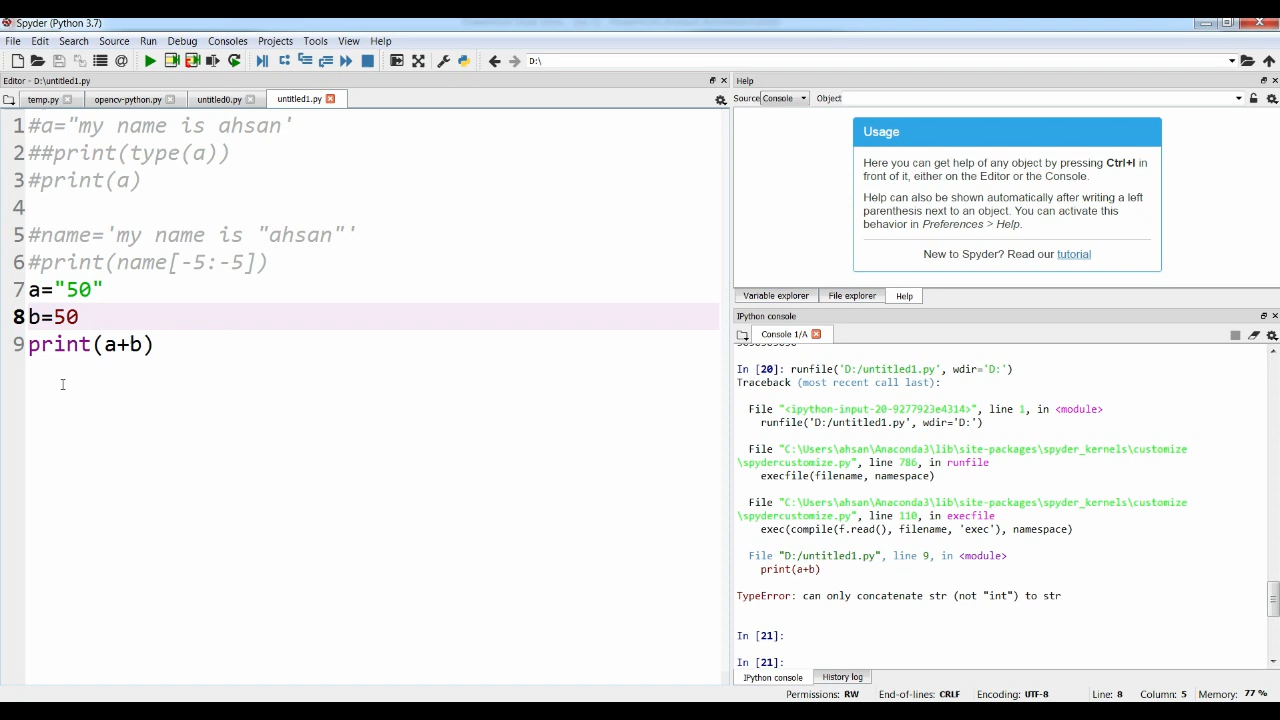 Spyder (Python 3.7)
File Edit Search Source Run Debug Consoles Projects Tools View Help
D:\
Editor - D:\untitled1.py
temp.py opencv-python.py untitled0.py untitled1.py
1 #a="my name is ahsan'
2 ##print(type(a))
3 #print(a)
4
5 #name='my name is "ahsan"'
6 #print(name[-5:-5])
7 a="50"
8 b=50
9 print(a+b)
Help
Source Console Object
Usage
Here you can get help of any object by pressing Ctrl+I in
front of it, either on the Editor or the Console.
Help can also be shown automatically after writing a left
parenthesis next to an object. You can activate this
behavior in Preferences > Help.
New to Spyder? Read our tutorial
Variable explorer File explorer Help
IPython console
Console 1/A
In [20]: runfile('D:/untitled1.py', wdir='D:')
Traceback (most recent call last):
File "<ipython-input-20-9277923e4314>", line 1, in <module>
runfile('D:/untitled1.py', wdir='D:')
File "C:\Users\ahsan\Anaconda3\lib\site-packages\spyder_kernels\customize
\spydercustomize.py", line 786, in runfile
execfile(filename, namespace)
File "C:\Users\ahsan\Anaconda3\lib\site-packages\spyder_kernels\customize
\spydercustomize.py", line 110, in execfile
exec(compile(f.read(), filename, 'exec'), namespace)
File "D:/untitled1.py", line 9, in <module>
print(a+b)
TypeError: can only concatenate str (not "int") to str
In [21]:
In [21]:
IPython console History log
Permissions: RW End-of-lines: CRLF Encoding: UTF-8 Line: 8 Column: 5 Memory: 77 %